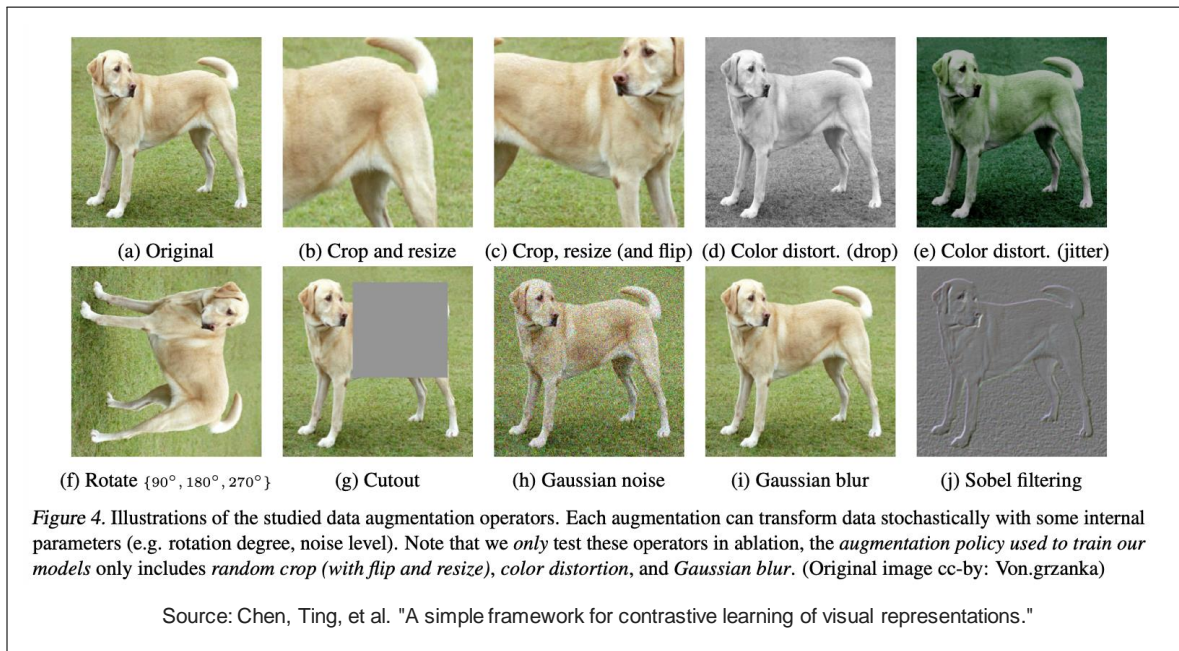 (a) Original
(b) Crop and resize
(c) Crop, resize (and flip)
(d) Color distort. (drop)
(e) Color distort. (jitter)
(f) Rotate {90°, 180°, 270°}
(g) Cutout
(h) Gaussian noise
(i) Gaussian blur
(j) Sobel filtering
Figure 4. Illustrations of the studied data augmentation operators. Each augmentation can transform data stochastically with some internal
parameters (e.g. rotation degree, noise level). Note that we only test these operators in ablation, the augmentation policy used to train our
models only includes random crop (with flip and resize), color distortion, and Gaussian blur. (Original image cc-by: Von.grzanka)
Source: Chen, Ting, et al. "A simple framework for contrastive learning of visual representations."